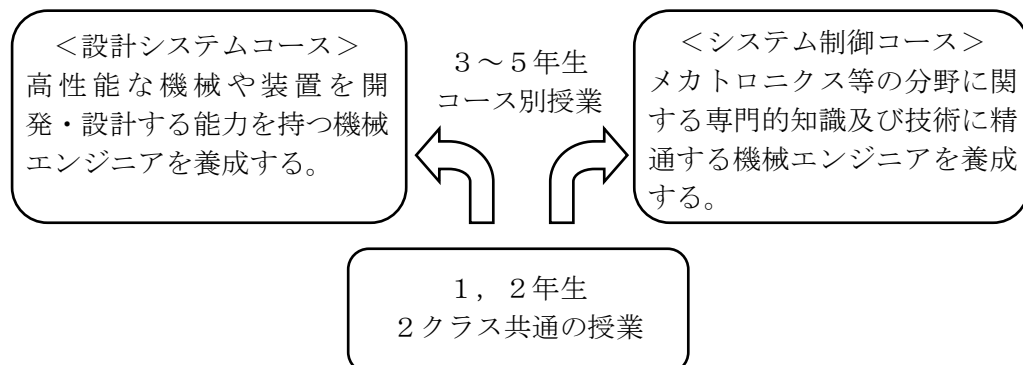 ＜設計システムコース＞
高性能な機械や装置を開
発・設計する能力を持つ機械
エンジニアを養成する。
３～５年生
コース別授業
＜システム制御コース＞
メカトロニクス等の分野に関
する専門的知識及び技術に精
通する機械エンジニアを養成
する。
１，２年生
２クラス共通の授業